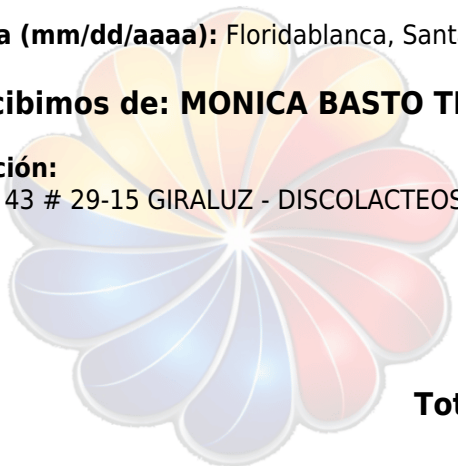 a (mm/dd/aaaa): Floridablanca, Sant
cibimos de: MONICA BASTO T
ción:
43 # 29-15 GIRALUZ - DISCOLACTEOS
Tot